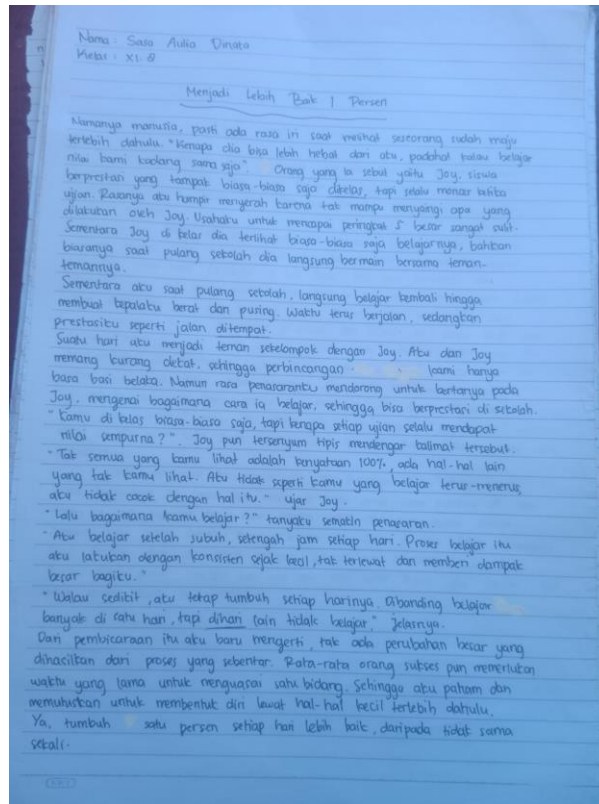 Nama : Sasa Aulia Dinata
Kelas : XI. 8
Menjadi Lebih Baik 1 Persen
Namanya manusia, pasti ada rasa iri saat melihat seseorang sudah maju
terlebih dahulu. "Kenapa dia bisa lebih hebat dari aku, padahal kalau belajar
nilai kami kadang sama saja". Orang yang ia sebut yaitu Joy, siswa
berprestasi yang tampak biasa-biasa saja dikelas, tapi selalu monas ketika
ujian. Rasanya aku hampir menyerah karena tak mampu menyaingi apa yang
dilakukan oleh Joy. Usahaku untuk mencapai peringkat 5 besar sangat sulit.
Sementara Joy di kelas dia terlihat biasa-biasa saja belajarnya, bahkan
biasanya saat pulang sekolah dia langsung bermain bersama teman-
temannya.
Sementara aku saat pulang sekolah, langsung belajar kembali hingga
membuat kepalaku berat dan pusing. Waktu terus berjalan, sedangkan
prestasiku seperti jalan ditempat.
Suatu hari aku menjadi teman sekelompok dengan Joy. Aku dan Joy
memang kurang dekat, sehingga perbincangan kami hanya
basa basi belaka. Namun rasa penasaranku mendorong untuk bertanya pada
Joy, mengenai bagaimana cara ia belajar, sehingga bisa berprestasi di sekolah.
"Kamu di kelas biasa-biasa saja, tapi kenapa setiap ujian selalu mendapat
nilai sempurna?". Joy pun tersenyum tipis mendengar kalimat tersebut.
"Tak semua yang kamu lihat adalah kenyataan 100%, ada hal-hal lain
yang tak kamu lihat. Aku tidak seperti kamu yang belajar terus-menerus,
aku tidak cocok dengan hal itu." ujar Joy.
"Lalu bagaimana kamu belajar?" tanyaku semakin penasaran.
"Aku belajar setelah subuh, setengah jam setiap hari. Proses belajar itu
aku lakukan dengan konsisten sejak kecil, tak terlewat dan memberi dampak
besar bagiku."
"Walau sedikit, aku tetap tumbuh setiap harinya. Dibanding belajar
banyak di satu hari, tapi dihari lain tidak belajar," jelasnya.
Dari pembicaraan itu aku baru mengerti, tak ada perubahan besar yang
dihasilkan dari proses yang sebentar. Rata-rata orang sukses pun memerlukan
waktu yang lama untuk menguasai satu bidang. Sehingga aku paham dan
memutuskan untuk membentuk diri lewat hal-hal kecil terlebih dahulu.
Ya, tumbuh satu persen setiap hari lebih baik, daripada tidak sama
sekali.